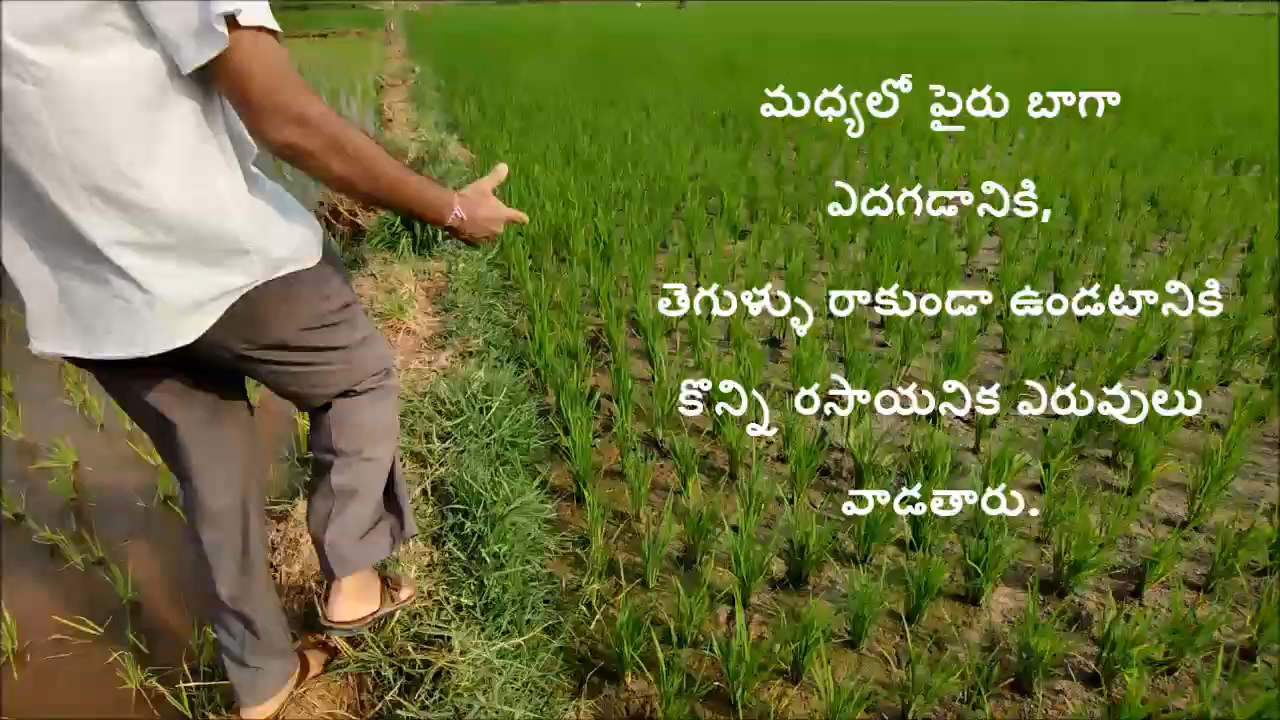 మధ్యలో పైరు బాగా
ఎదగడానికి,
తెగుళ్ళు రాకుండా ఉండటానికి
కొన్ని రసాయనిక ఎరువులు
వాడతారు.